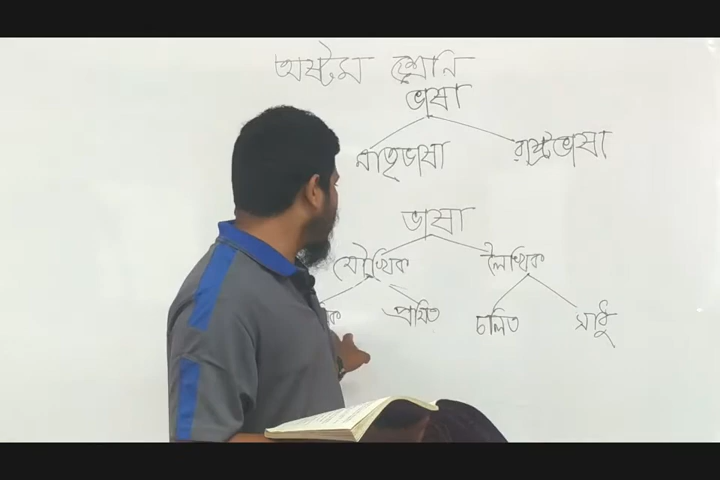 অষ্টম শ্রেনি
ভাষা
মাতৃভাষা রাষ্ট্রভাষা
ভাষা
মৌখিক লৈখিক
প্রমিত চলিত সাধু